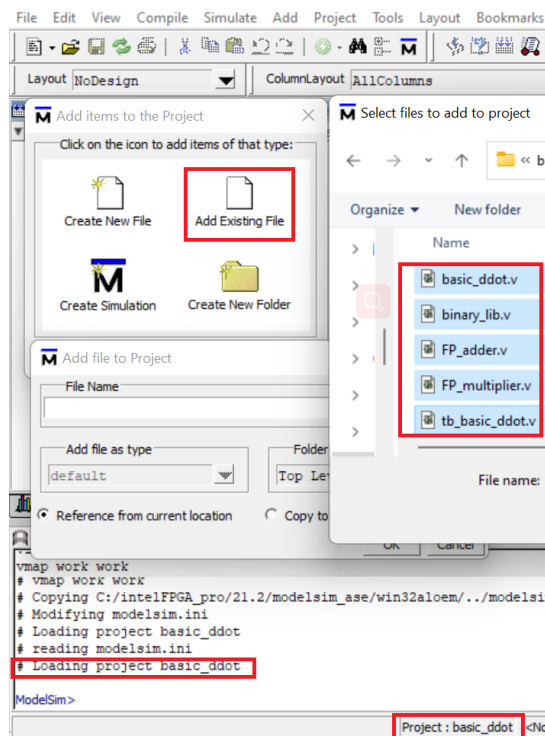 File Edit View Compile Simulate Add Project Tools Layout Bookmarks
Layout NoDesign ColumnLayout AllColumns
Add items to the Project
Click on the icon to add items of that type:
Create New File Add Existing File
Create Simulation Create New Folder
Select files to add to project
« b
Organize New folder
Name
basic_ddot.v
binary_lib.v
FP_adder.v
FP_multiplier.v
tb_basic_ddot.v
File name:
Add file to Project
File Name
Add file as type Folder
default Top Le
Reference from current location Copy to
OK Cancel
vmap work work
# vmap work work
# Copying C:/intelFPGA_pro/21.2/modelsim_ase/win32aloem/../modelsi
# Modifying modelsim.ini
# Loading project basic_ddot
# reading modelsim.ini
# Loading project basic_ddot
ModelSim>
Project : basic_ddot <No